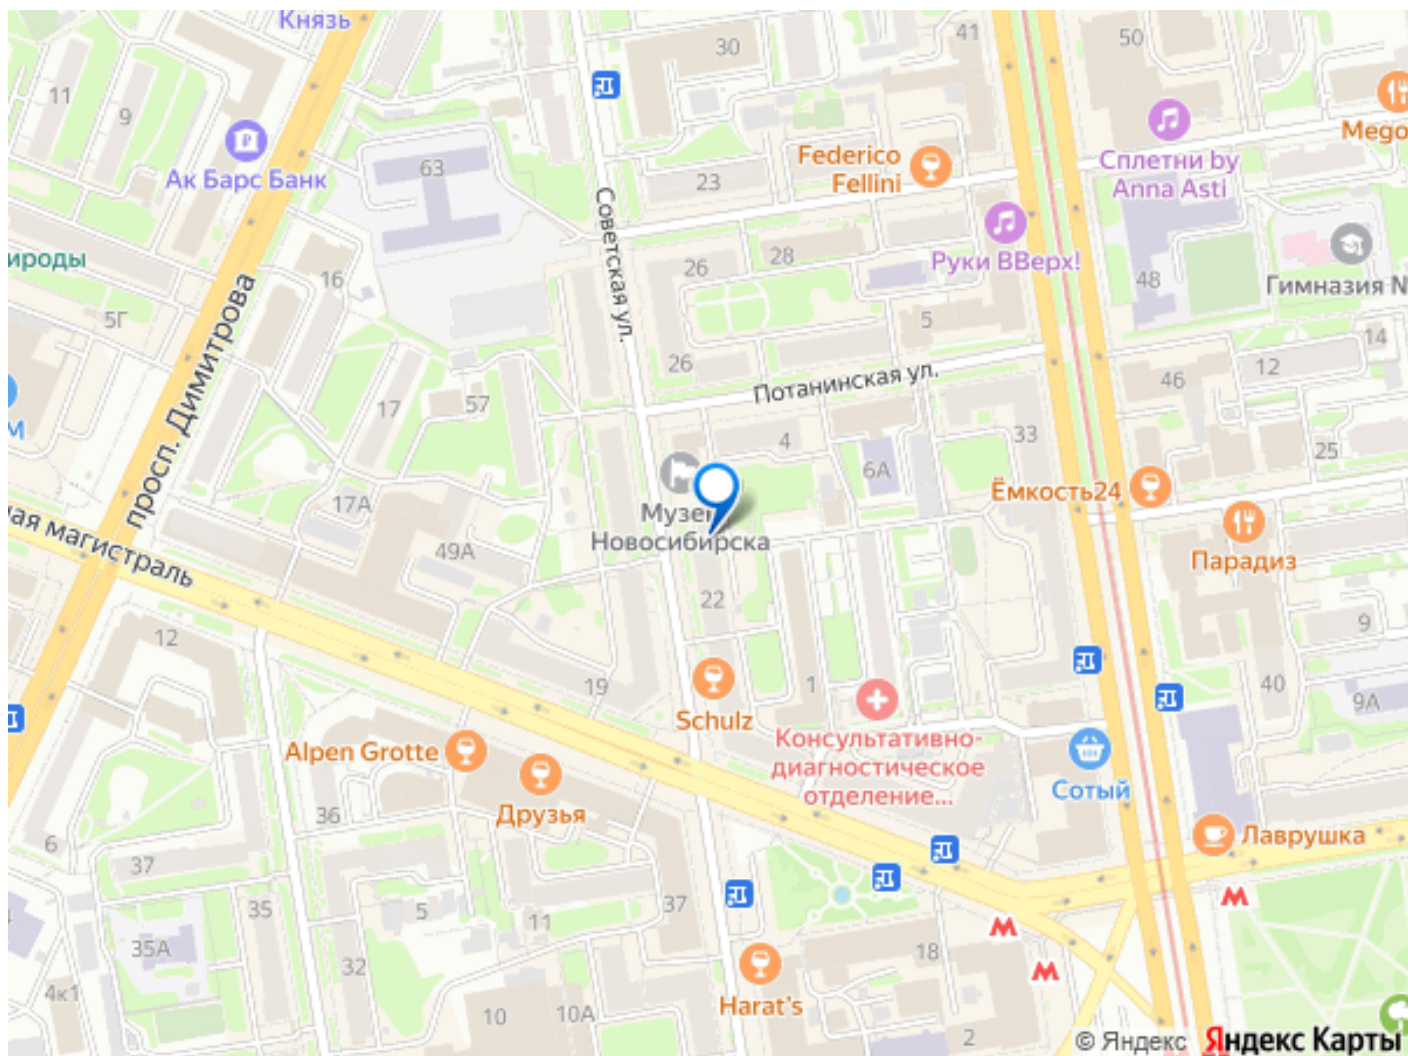 Князь
30
41
50
11
9
Ак Барс Банк
63
23
Federico
Fellini
Сплетни by
Anna Asti
Mego
Советская ул.
ироды
16
26
28
Руки ВВерх!
48
Гимназия N
5Г
просп. Димитрова
26
5
14
12
17
57
Потанинская ул.
46
М
4
33
25
6А
17А
Музей
Новосибирска
Ёмкость24
Парадиз
ая магистраль
49А
22
12
9
19
Schulz
1
40
9А
Alpen Grotte
Консультативно-
диагностическое
отделение...
Сотый
Друзья
36
6
37
Лаврушка
35
5
11
37
35А
32
18
4к1
Harat's
10
10А
2
© Яндекс Яндекс Карты